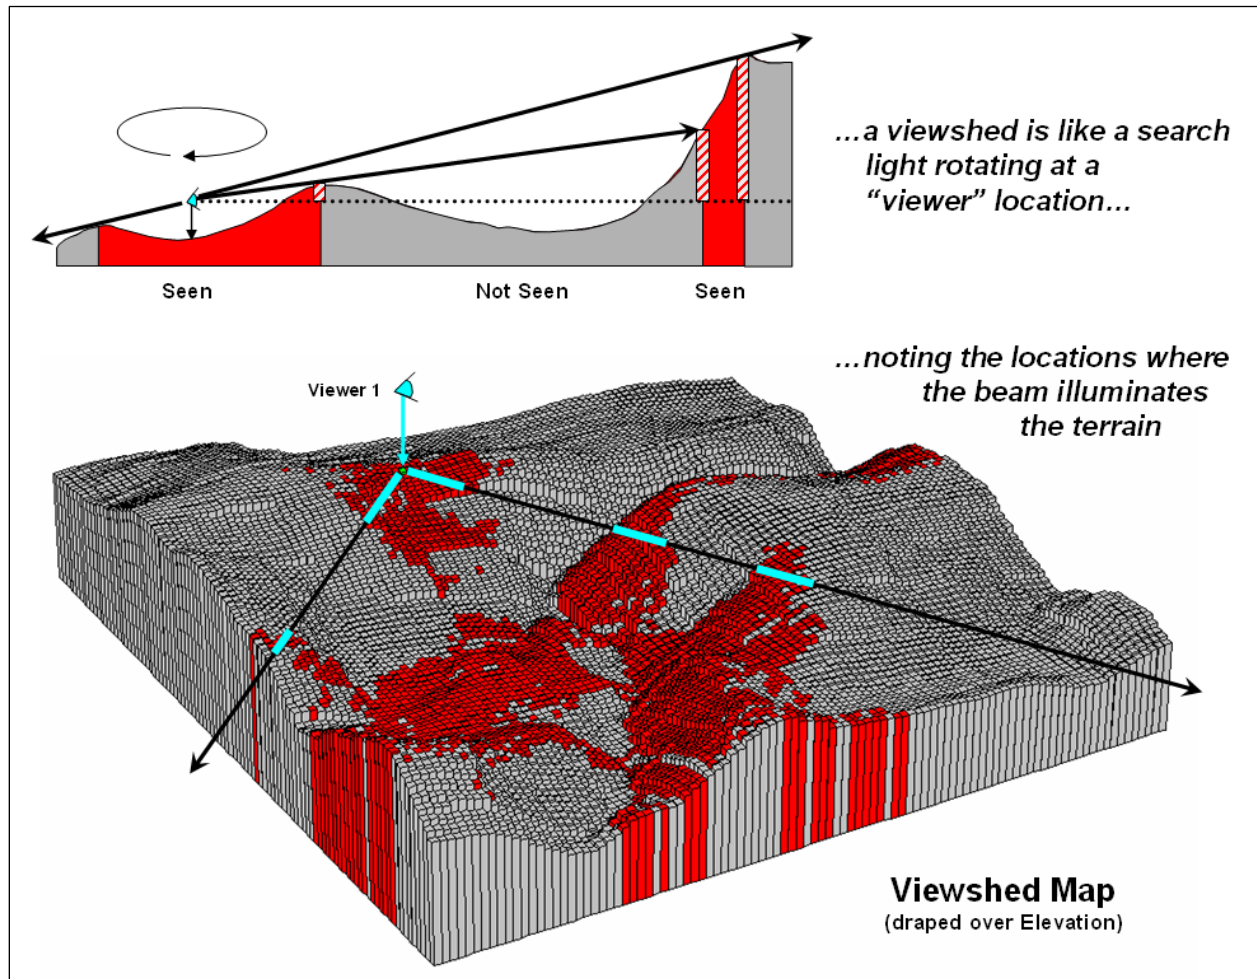 ...a viewshed is like a search
light rotating at a
“viewer” location...
Seen
Not Seen
Seen
...noting the locations where
the beam illuminates
the terrain
Viewer 1
Viewshed Map
(draped over Elevation)